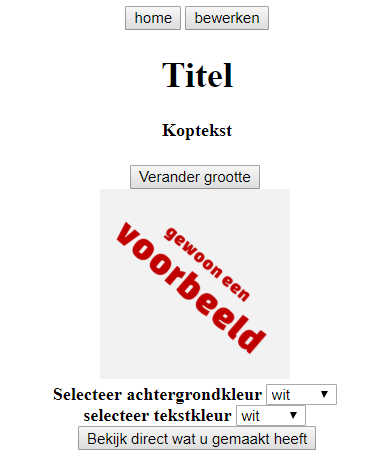 home bewerken
Titel
Koptekst
Verander grootte
gewoon een
voorbeeld
Selecteer achtergrondkleur wit
selecteer tekstkleur wit
Bekijk direct wat u gemaakt heeft